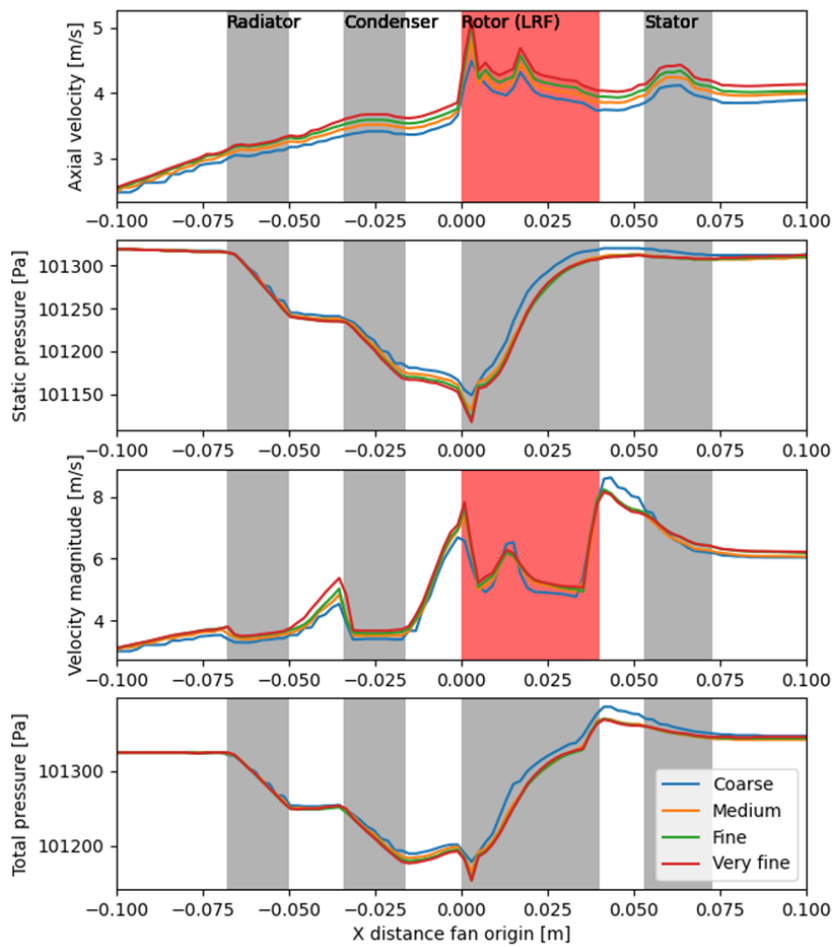 Radiator Condenser Rotor (LRF) Stator
Axial velocity [m/s]
5
4
3
−0.100 −0.075 −0.050 −0.025 0.000 0.025 0.050 0.075 0.100
Static pressure [Pa]
101300
101250
101200
101150
−0.100 −0.075 −0.050 −0.025 0.000 0.025 0.050 0.075 0.100
Velocity magnitude [m/s]
8
6
4
−0.100 −0.075 −0.050 −0.025 0.000 0.025 0.050 0.075 0.100
Total pressure [Pa]
101300
101200
Coarse
Medium
Fine
Very fine
−0.100 −0.075 −0.050 −0.025 0.000 0.025 0.050 0.075 0.100
X distance fan origin [m]